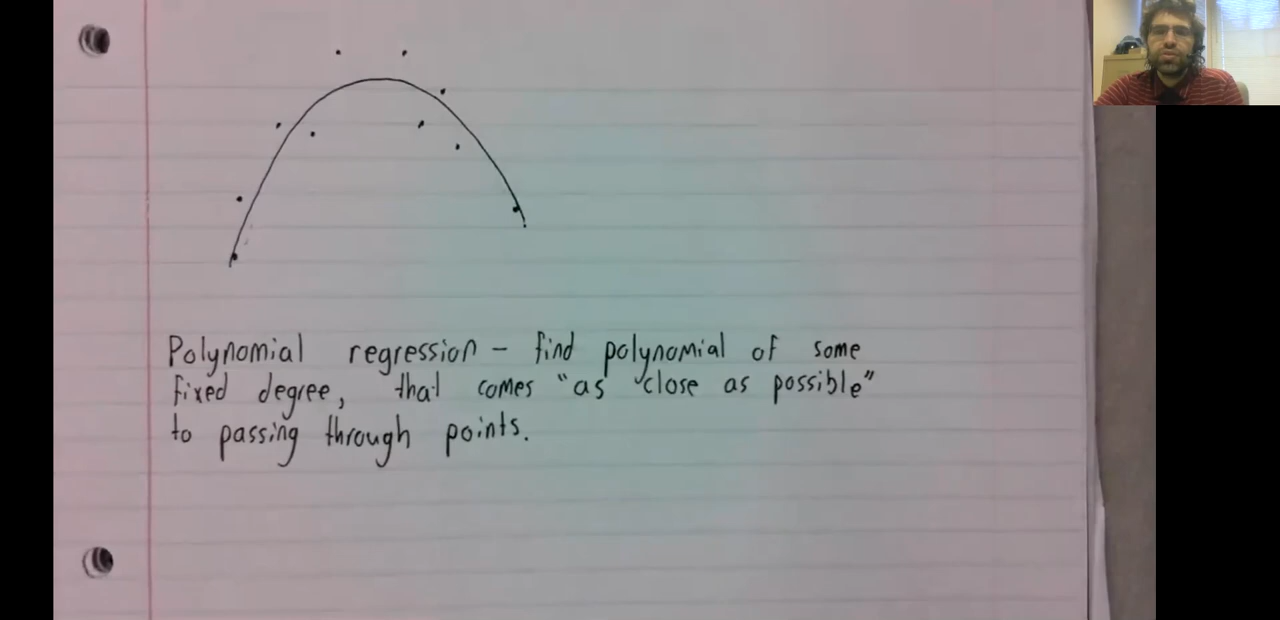 Polynomial regression – find polynomial of some
fixed degree, that comes "as close as possible"
to passing through points.